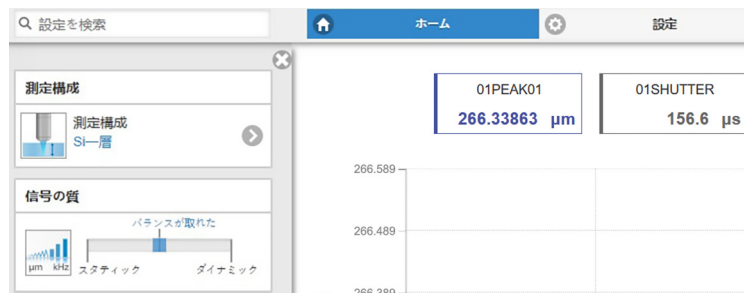 設定を検索
ホーム
設定
測定構成
測定構成
Si一層
信号の質
バランスが取れた
µm kHz
スタティック
ダイナミック
01PEAK01
266.33863 µm
01SHUTTER
156.6 µs
266.589
266.489
266.389